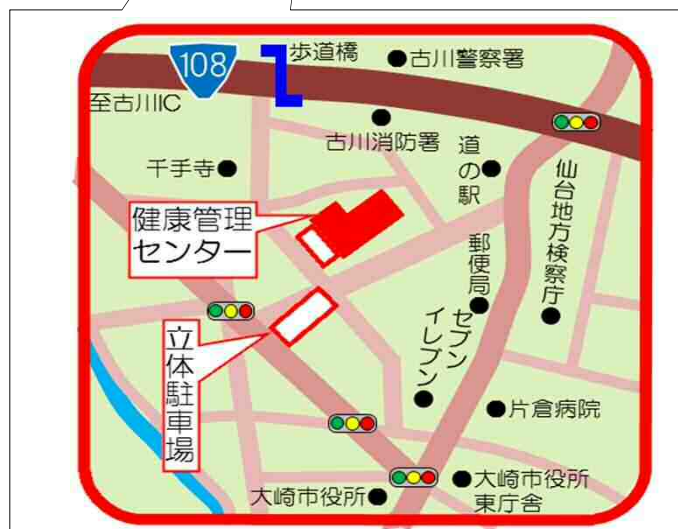 108
歩道橋
古川警察署
至古川IC
古川消防署
千手寺
道の駅
仙台地方検察庁
健康管理
センター
郵便局
セブン
イレブン
立体駐車場
片倉病院
大崎市役所
大崎市役所
東庁舎